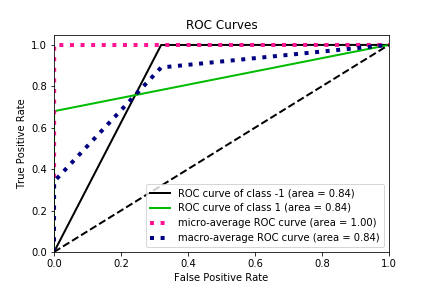 ROC Curves
True Positive Rate
1.0
0.8
0.6
0.4
0.2
0.0
ROC curve of class -1 (area = 0.84)
ROC curve of class 1 (area = 0.84)
micro-average ROC curve (area = 1.00)
macro-average ROC curve (area = 0.84)
0.0 0.2 0.4 0.6 0.8 1.0
False Positive Rate